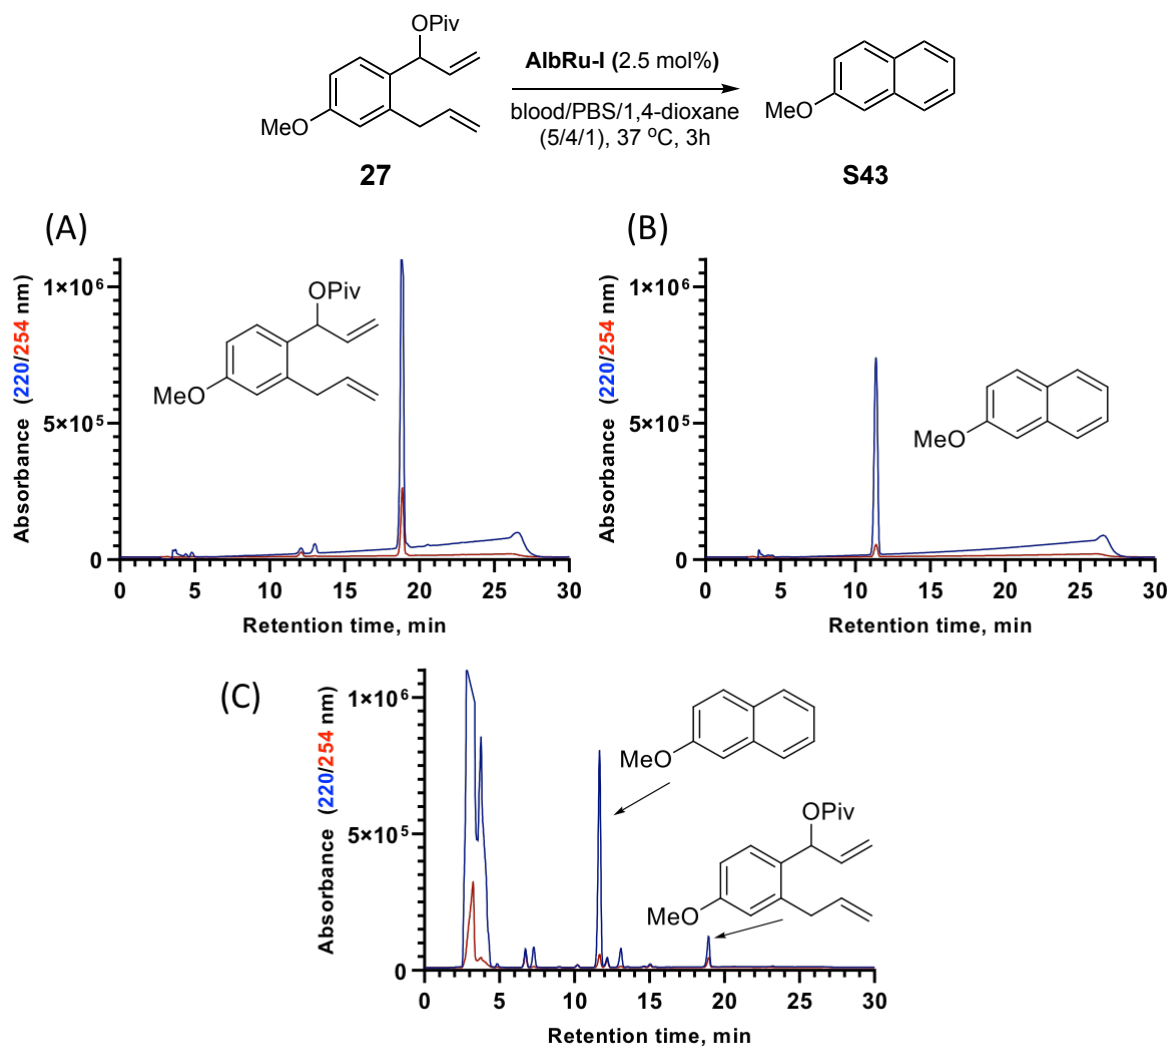 OPiv
MeO
27
AlbRu-I (2.5 mol%)
blood/PBS/1,4-dioxane
(5/4/1), 37 °C, 3h
MeO
S43
(A)
Absorbance (220/254 nm)
1×10⁶
5×10⁵
0
OPiv
MeO
0 5 10 15 20 25 30
Retention time, min
(B)
Absorbance (220/254 nm)
1×10⁶
5×10⁵
0
MeO
0 5 10 15 20 25 30
Retention time, min
(C)
Absorbance (220/254 nm)
1×10⁶
5×10⁵
0
MeO
OPiv
MeO
0 5 10 15 20 25 30
Retention time, min